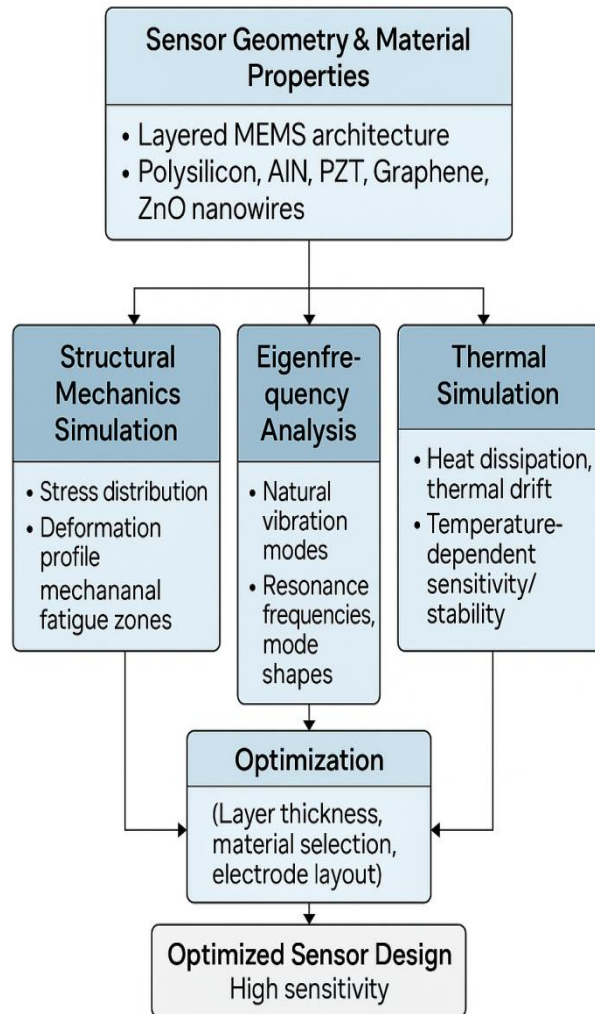 Sensor Geometry & Material
Properties
• Layered MEMS architecture
• Polysilicon, AlN, PZT, Graphene,
ZnO nanowires
Structural
Mechanics
Simulation
• Stress distribution
• Deformation
profile
mechananal
fatigue zones
Eigenfre-
quency
Analysis
• Natural
vibration
modes
• Resonance
frequencies,
mode
shapes
Thermal
Simulation
• Heat dissipation,
thermal drift
• Temperature-
dependent
sensitivity/
stability
Optimization
(Layer thickness,
material selection,
electrode layout)
Optimized Sensor Design
High sensitivity